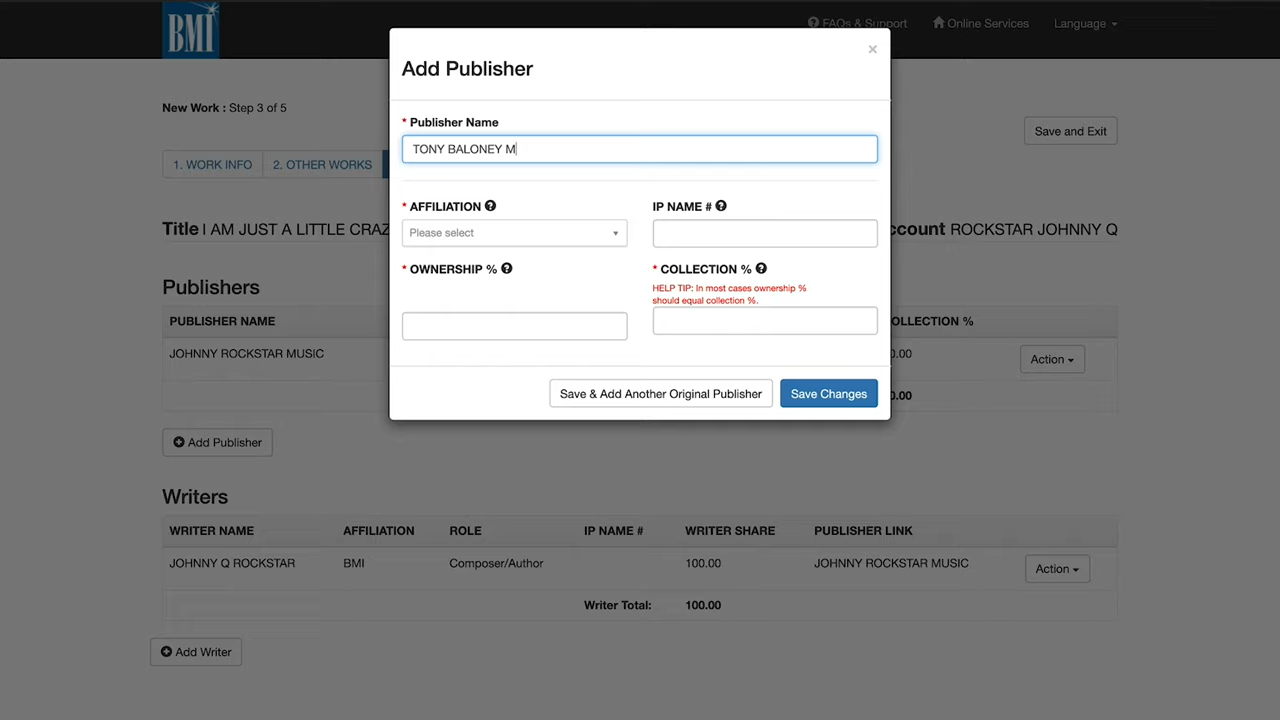 BMI
FAQs & Support
Online Services
Language
Add Publisher
×
New Work : Step 3 of 5
* Publisher Name
Save and Exit
TONY BALONEY M
1. WORK INFO
2. OTHER WORKS
* AFFILIATION
IP NAME #
Title I AM JUST A LITTLE CRAZ
ccount ROCKSTAR JOHNNY Q
Please select
* OWNERSHIP %
* COLLECTION %
HELP TIP: In most cases ownership %
should equal collection %.
Publishers
PUBLISHER NAME
OLLECTION %
JOHNNY ROCKSTAR MUSIC
0.00
Action
Save & Add Another Original Publisher
Save Changes
0.00
Add Publisher
Writers
WRITER NAME AFFILIATION ROLE IP NAME # WRITER SHARE PUBLISHER LINK
JOHNNY Q ROCKSTAR BMI Composer/Author 100.00 JOHNNY ROCKSTAR MUSIC Action
Writer Total: 100.00
Add Writer